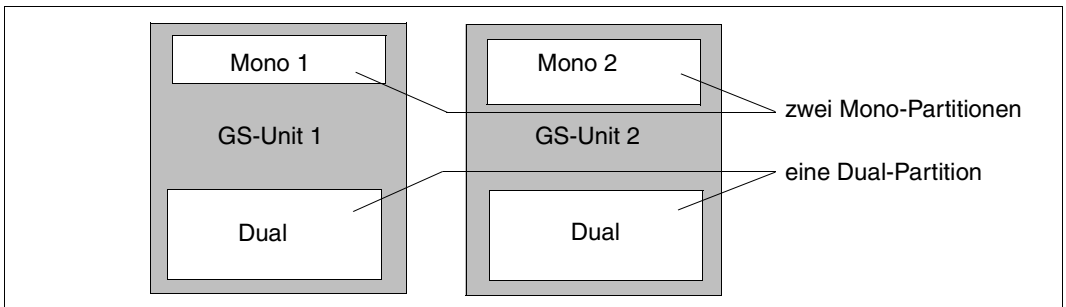 Mono 1
Mono 2
zwei Mono-Partitionen
GS-Unit 1
GS-Unit 2
eine Dual-Partition
Dual
Dual